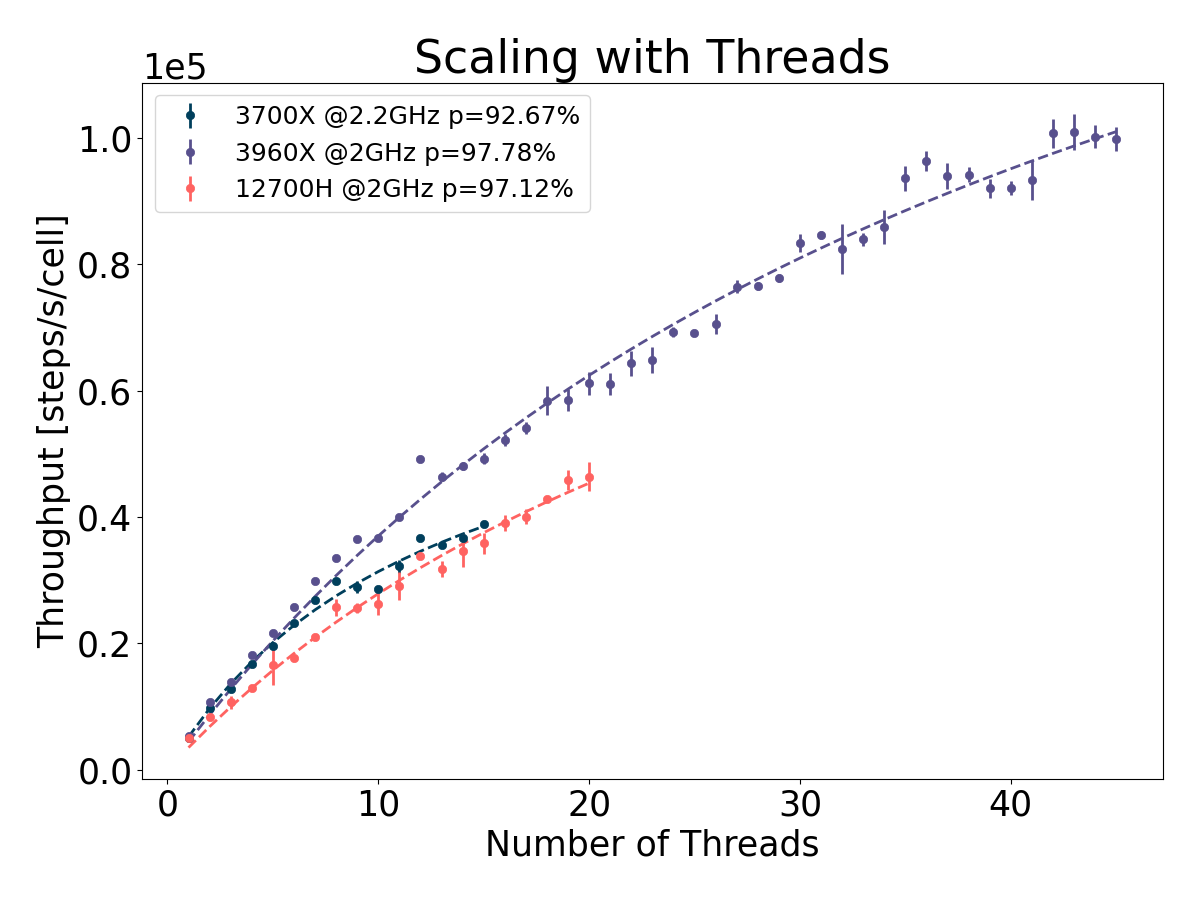 Scaling with Threads
1e5
3700X @2.2GHz p=92.67%
3960X @2GHz p=97.78%
12700H @2GHz p=97.12%
1.0
0.8
0.6
0.4
0.2
0.0
Throughput [steps/s/cell]
0 10 20 30 40
Number of Threads